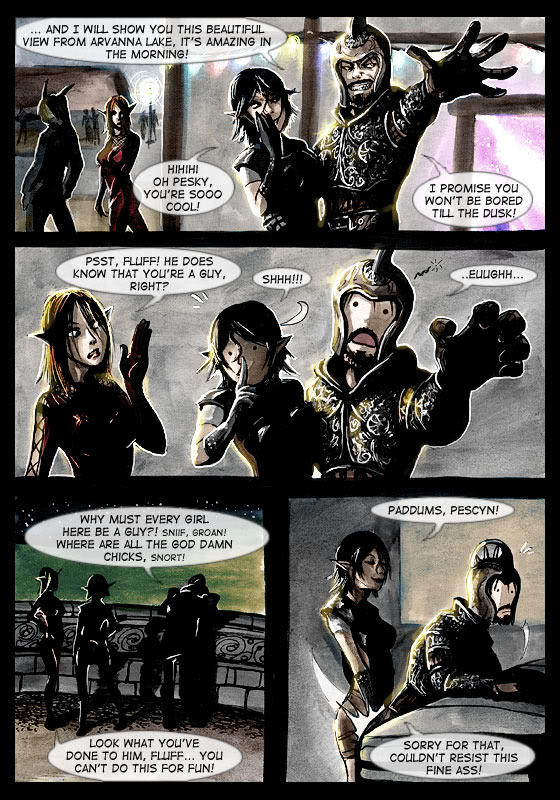 ... AND I WILL SHOW YOU THIS BEAUTIFUL
VIEW FROM ARVANNA LAKE, IT'S AMAZING IN
THE MORNING!
HIHIHI
OH PESKY,
YOU'RE SOOO
COOL!
I PROMISE YOU
WON'T BE BORED
TILL THE DUSK!
PSST, FLUFF! HE DOES
KNOW THAT YOU'RE A GUY,
RIGHT?
SHHH!!!
..EUUGHH...
WHY MUST EVERY GIRL
HERE BE A GUY?! SNIIF, GROAN!
WHERE ARE ALL THE GOD DAMN
CHICKS, SNORT!
LOOK WHAT YOU'VE
DONE TO HIM, FLUFF... YOU
CAN'T DO THIS FOR FUN!
PADDUMS, PESCYN!
SORRY FOR THAT,
COULDN'T RESIST THIS
FINE ASS!